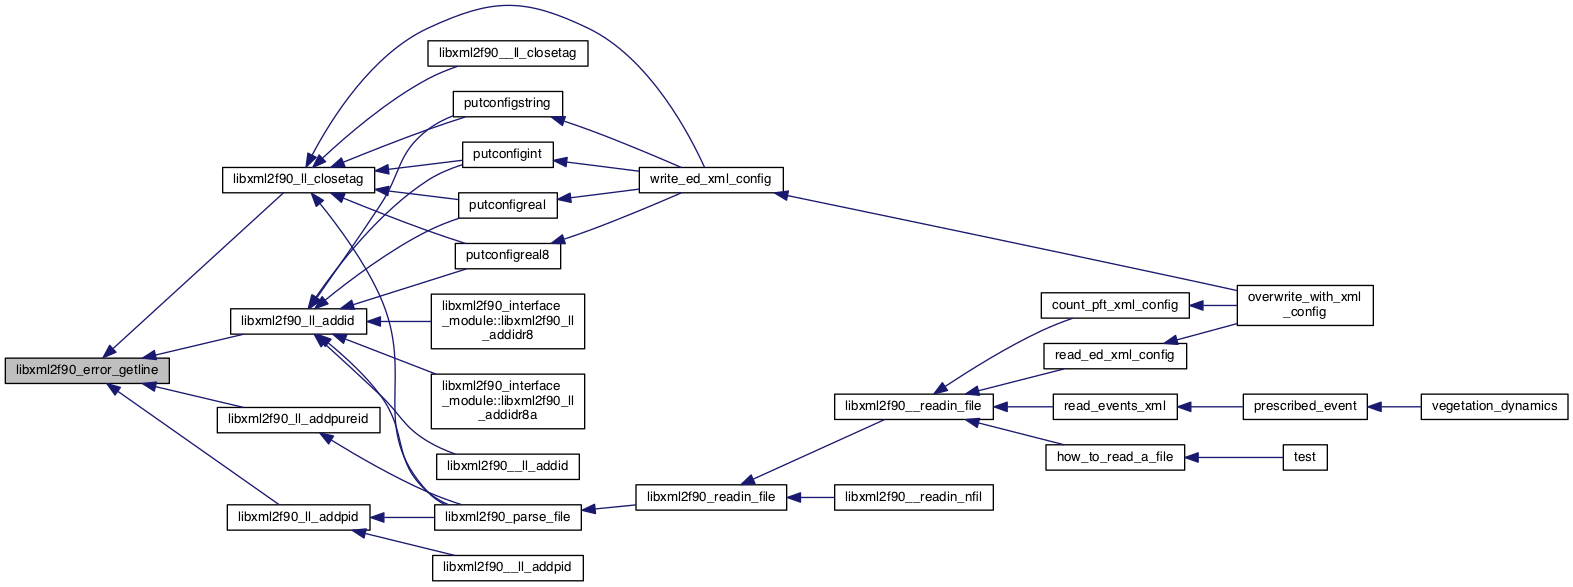 libxml2f90__ll_closetag
putconfigstring
putconfigint
libxml2f90_ll_closetag
write_ed_xml_config
putconfigreal
putconfigreal8
libxml2f90_interface
_module::libxml2f90_ll
_addidr8
libxml2f90_ll_addid
count_pft_xml_config
overwrite_with_xml
_config
read_ed_xml_config
libxml2f90_error_getline
libxml2f90_interface
_module::libxml2f90_ll
_addidr8a
libxml2f90_ll_addpureid
libxml2f90__readin_file
read_events_xml
prescribed_event
vegetation_dynamics
how_to_read_a_file
test
libxml2f90__ll_addid
libxml2f90_readin_file
libxml2f90__readin_nfil
libxml2f90_ll_addpid
libxml2f90_parse_file
libxml2f90__ll_addpid